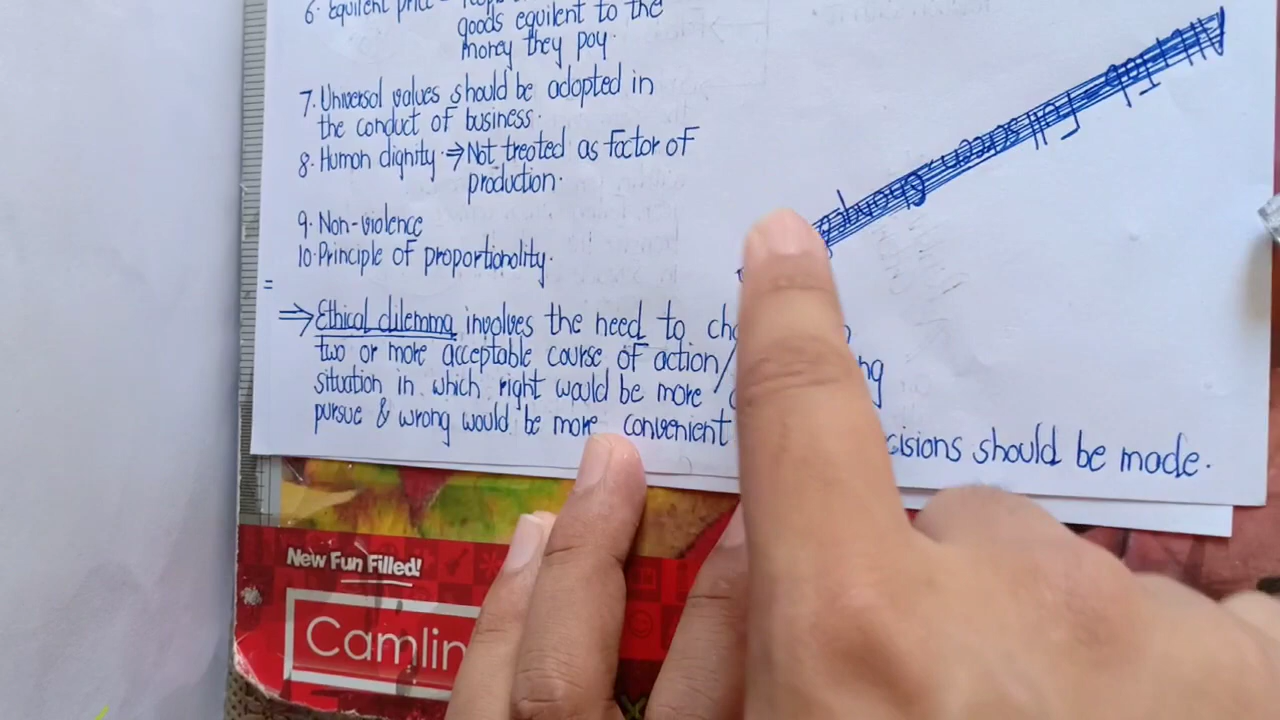 6. Equilent price
goods equilent to the
money they pay.
7. Universal values should be adopted in
the conduct of business.
8. Human dignity. ⇒ Not treated as factor of
production.
9. Non-violence
10. Principle of proportionality.
=
⇒ Ethical dilemma involves the need to
two or more acceptable course of action/
situation in which right would be more
pursue & wrong would be more convenient
should be made.
New Fun Filled!
Camlin